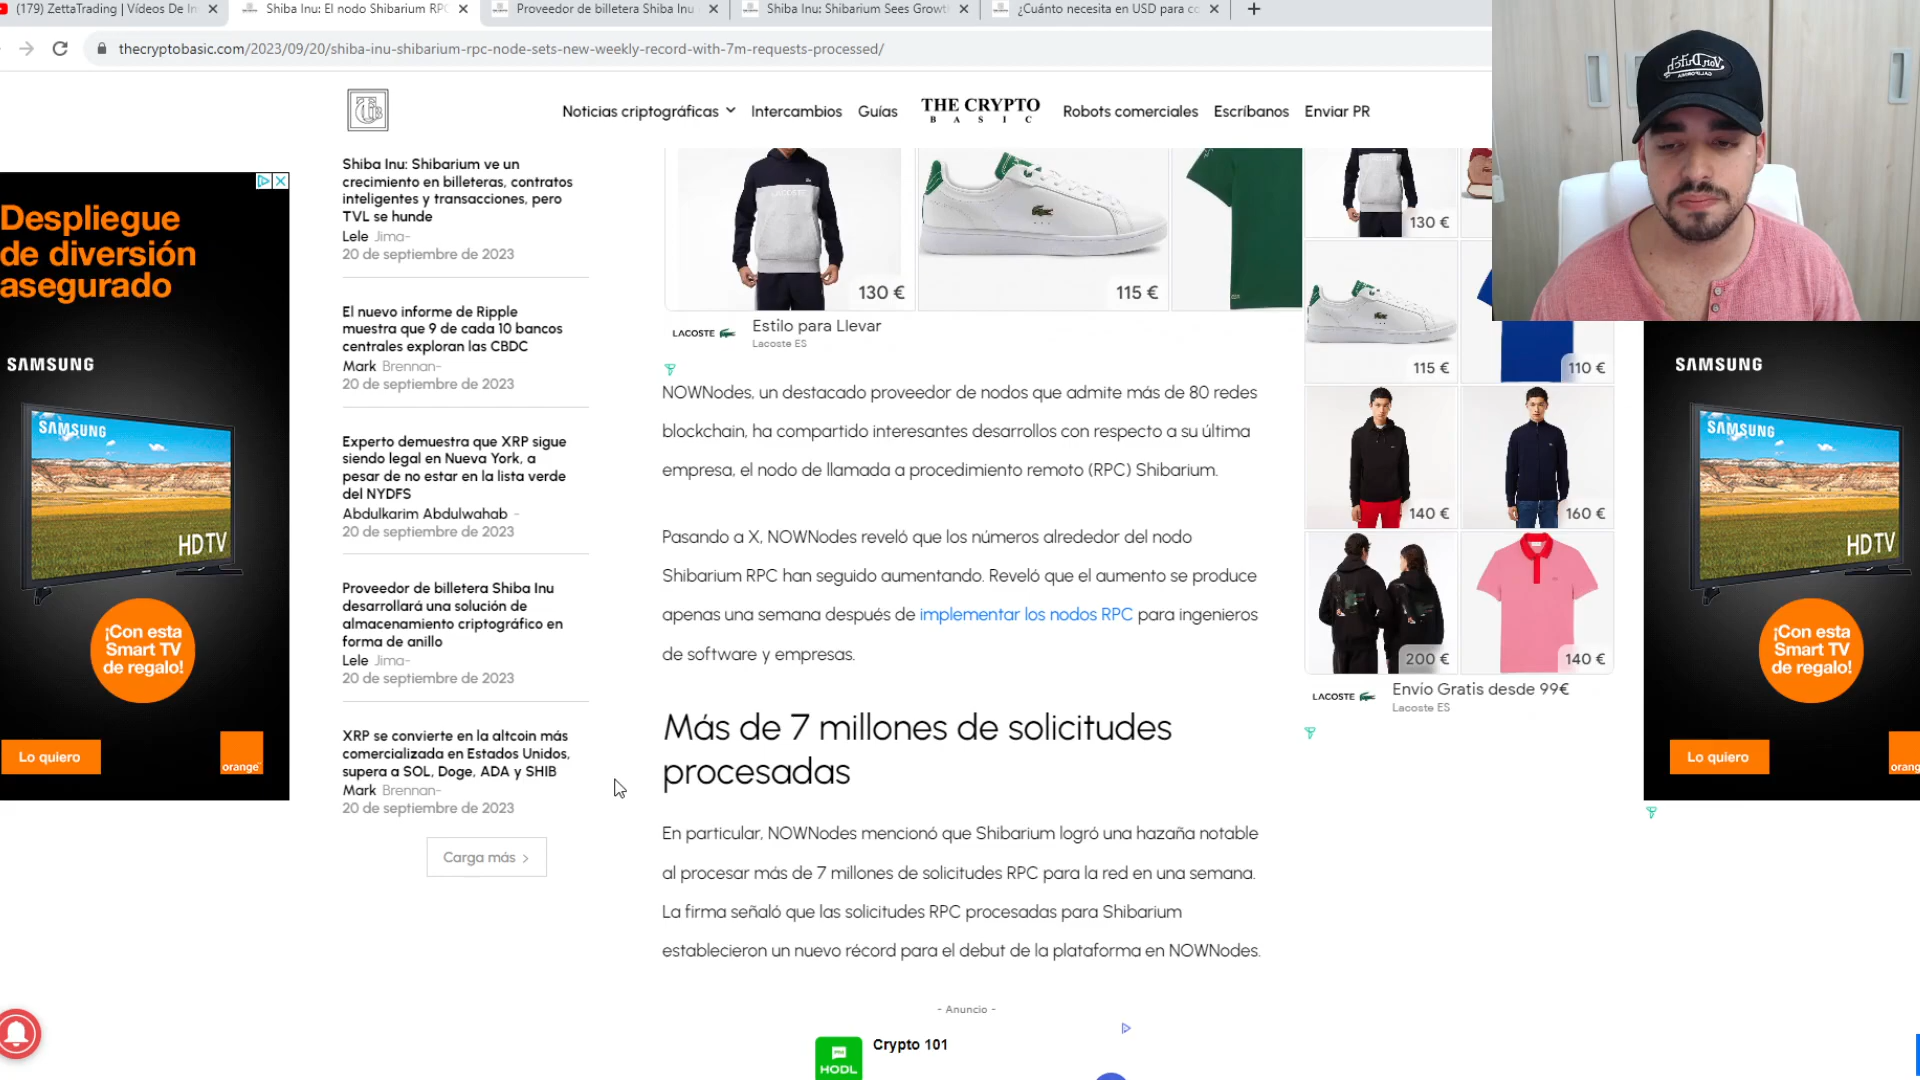 (179) ZettaTrading | Vídeos De In
Shiba Inu: El nodo Shibarium RPC
Proveedor de billetera Shiba Inu
Shiba Inu: Shibarium Sees Growth
¿Cuánto necesita en USD para co
thecryptobasic.com/2023/09/20/shiba-inu-shibarium-rpc-node-sets-new-weekly-record-with-7m-requests-processed/
Noticias criptográficas
Intercambios
Guías
THE CRYPTO
BASIC
Robots comerciales
Escríbanos
Enviar PR
Von Dutch
Despliegue
de diversión
asegurado
SAMSUNG
SAMSUNG
HD TV
¡Con esta
Smart TV
de regalo!
Lo quiero
orange
Shiba Inu: Shibarium ve un
crecimiento en billeteras, contratos
inteligentes y transacciones, pero
TVL se hunde
Lele Jima-
20 de septiembre de 2023
El nuevo informe de Ripple
muestra que 9 de cada 10 bancos
centrales exploran las CBDC
Mark Brennan-
20 de septiembre de 2023
Experto demuestra que XRP sigue
siendo legal en Nueva York, a
pesar de no estar en la lista verde
del NYDFS
Abdulkarim Abdulwahab -
20 de septiembre de 2023
Proveedor de billetera Shiba Inu
desarrollará una solución de
almacenamiento criptográfico en
forma de anillo
Lele Jima-
20 de septiembre de 2023
XRP se convierte en la altcoin más
comercializada en Estados Unidos,
supera a SOL, Doge, ADA y SHIB
Mark Brennan-
20 de septiembre de 2023
Carga más >
130 €
115 €
LACOSTE
Estilo para Llevar
Lacoste ES
NOWNodes, un destacado proveedor de nodos que admite más de 80 redes
blockchain, ha compartido interesantes desarrollos con respecto a su última
empresa, el nodo de llamada a procedimiento remoto (RPC) Shibarium.
Pasando a X, NOWNodes reveló que los números alrededor del nodo
Shibarium RPC han seguido aumentando. Reveló que el aumento se produce
apenas una semana después de implementar los nodos RPC para ingenieros
de software y empresas.
Más de 7 millones de solicitudes
procesadas
En particular, NOWNodes mencionó que Shibarium logró una hazaña notable
al procesar más de 7 millones de solicitudes RPC para la red en una semana.
La firma señaló que las solicitudes RPC procesadas para Shibarium
establecieron un nuevo récord para el debut de la plataforma en NOWNodes.
- Anuncio -
HODL
Crypto 101
130 €
115 €
110 €
140 €
160 €
200 €
140 €
LACOSTE
Envío Gratis desde 99€
Lacoste ES
SAMSUNG
SAMSUNG
HD TV
¡Con esta
Smart TV
de regalo!
Lo quiero
orang